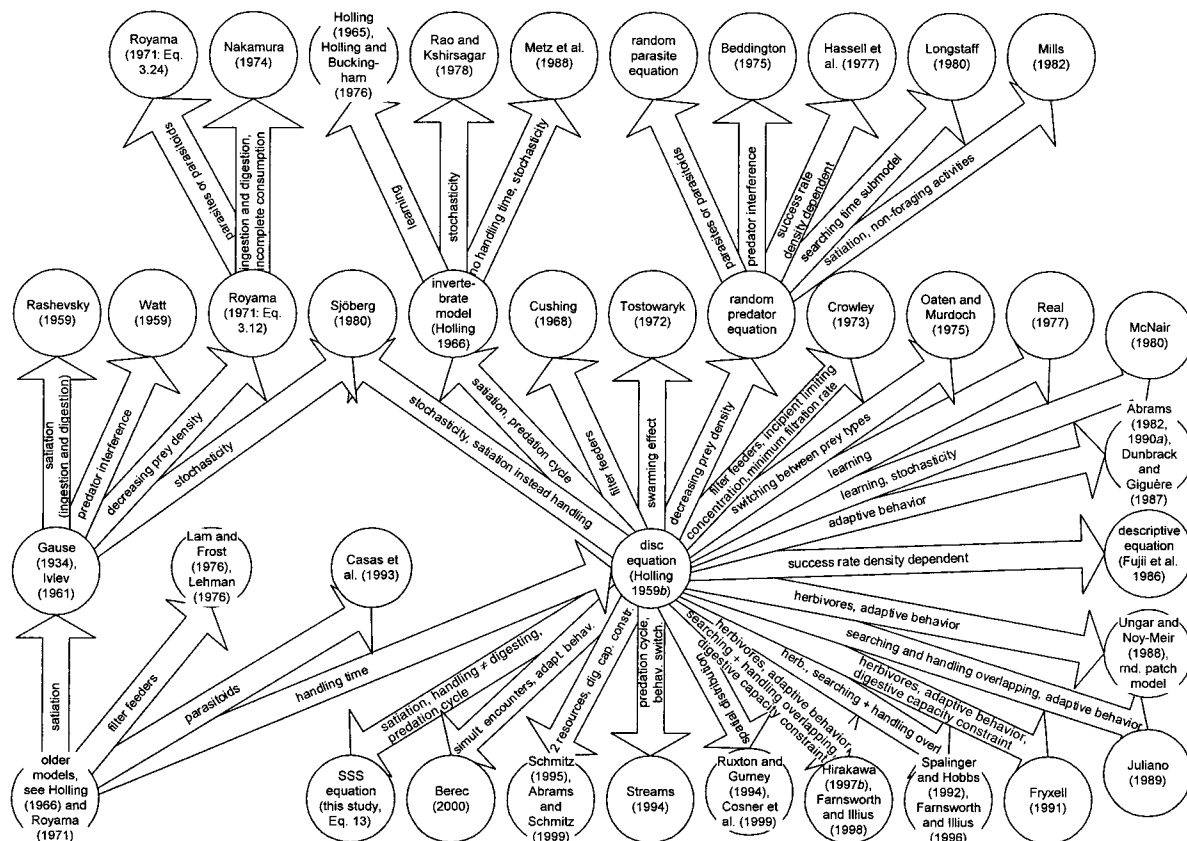 Royama
(1971: Eq.
3.24)
Nakamura
(1974)
Holling
(1965),
Holling and
Bucking-
ham
(1976)
Rao and
Kshirsagar
(1978)
Metz et al.
(1988)
random
parasite
equation
Beddington
(1975)
Hassell et
al. (1977)
Longstaff
(1980)
Mills
(1982)
parasites or parasitoids
ingestion and digestion,
incomplete consumption
learning
stochasticity
no handling time, stochasticity
parasites or parasitoids
predator interference
success rate
density dependent
searching time submodel
satiation, non-foraging activities
Rashevsky
(1959)
Watt
(1959)
Royama
(1971: Eq.
3.12)
Sjöberg
(1980)
inverte-
brate
model
(Holling
1966)
Cushing
(1968)
Tostowaryk
(1972)
random
predator
equation
Crowley
(1973)
Oaten and
Murdoch
(1975)
Real
(1977)
McNair
(1980)
satiation
(ingestion and digestion)
predator interference
decreasing prey density
stochasticity
stochasticity, satiation instead handling
satiation, predation cycle
filter feeders
swarming effect
decreasing prey density
filter feeders, incipient limiting
concentration, minimum filtration rate
switching between prey types
learning
learning, stochasticity
adaptive behavior
Abrams
(1982,
1990a),
Dunbrack
and
Giguère
(1987)
Gause
(1934),
Ivlev
(1961)
Lam and
Frost
(1976),
Lehman
(1976)
Casas et
al. (1993)
disc
equation
(Holling
1959b)
success rate density dependent
descriptive
equation
(Fujii et al.
1986)
satiation
filter feeders
parasitoids
handling time
satiation, handling ≠ digesting,
predation cycle
simult encounters, adapt. behav.
2 resources, dig. cap. constr.
predation cycle,
behav. switch.
spatial distribution
herbivores, adaptive behavior,
searching + handling overlapping,
digestive capacity constraint
herb., searching + handling overl
herbivores, adaptive behavior,
digestive capacity constraint
searching and handling overlapping, adaptive behavior
herbivores, adaptive behavior
Ungar and
Noy-Meir
(1988),
rnd. patch
model
older
models,
see Holling
(1966) and
Royama
(1971)
SSS
equation
(this study,
Eq. 13)
Berec
(2000)
Schmitz
(1995),
Abrams
and
Schmitz
(1999)
Streams
(1994)
Ruxton and
Gurney
(1994),
Cosner et
al. (1999)
Hirakawa
(1997b),
Farnsworth
and Illius
(1998)
Spalinger
and Hobbs
(1992),
Farnsworth
and Illius
(1996)
Fryxell
(1991)
Juliano
(1989)